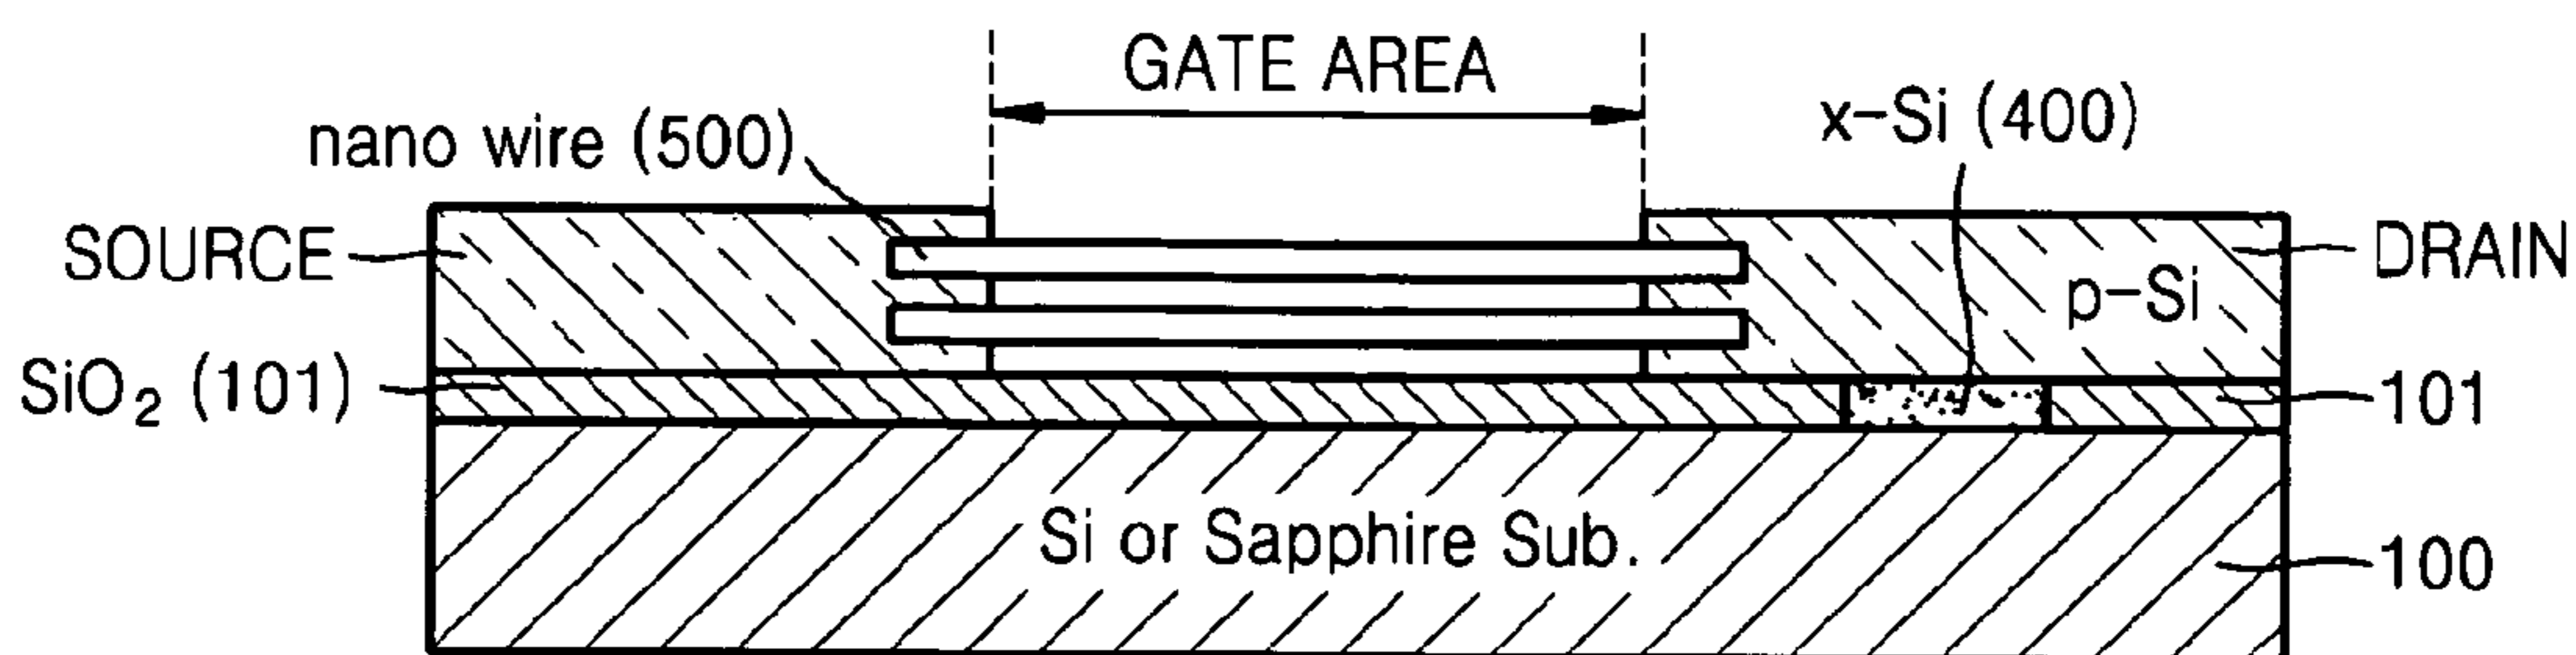 GATE AREA
nano wire (500)
x-Si (400)
SOURCE
DRAIN
p-Si
SiO₂ (101)
101
Si or Sapphire Sub.
100